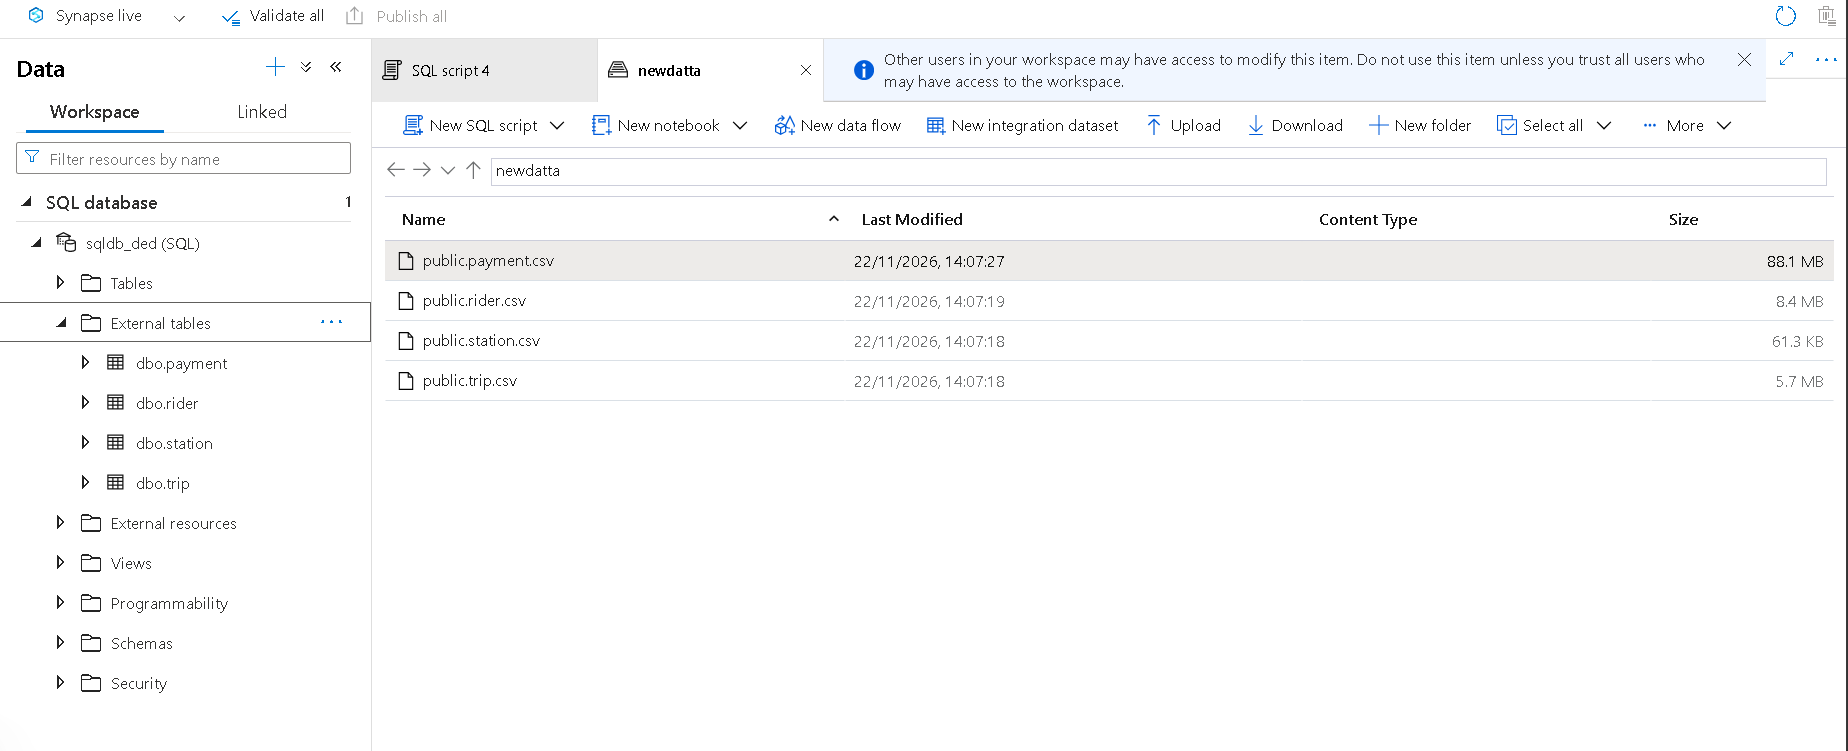 Synapse live
Validate all
Publish all
Data
Workspace
Linked
Filter resources by name
SQL database
1
sqldb_ded (SQL)
Tables
External tables
dbo.payment
dbo.rider
dbo.station
dbo.trip
External resources
Views
Programmability
Schemas
Security
SQL script 4
newdatta
Other users in your workspace may have access to modify this item. Do not use this item unless you trust all users who
may have access to the workspace.
New SQL script
New notebook
New data flow
New integration dataset
Upload
Download
New folder
Select all
More
newdatta
Name Last Modified Content Type Size
public.payment.csv 22/11/2026, 14:07:27 88.1 MB
public.rider.csv 22/11/2026, 14:07:19 8.4 MB
public.station.csv 22/11/2026, 14:07:18 61.3 KB
public.trip.csv 22/11/2026, 14:07:18 5.7 MB